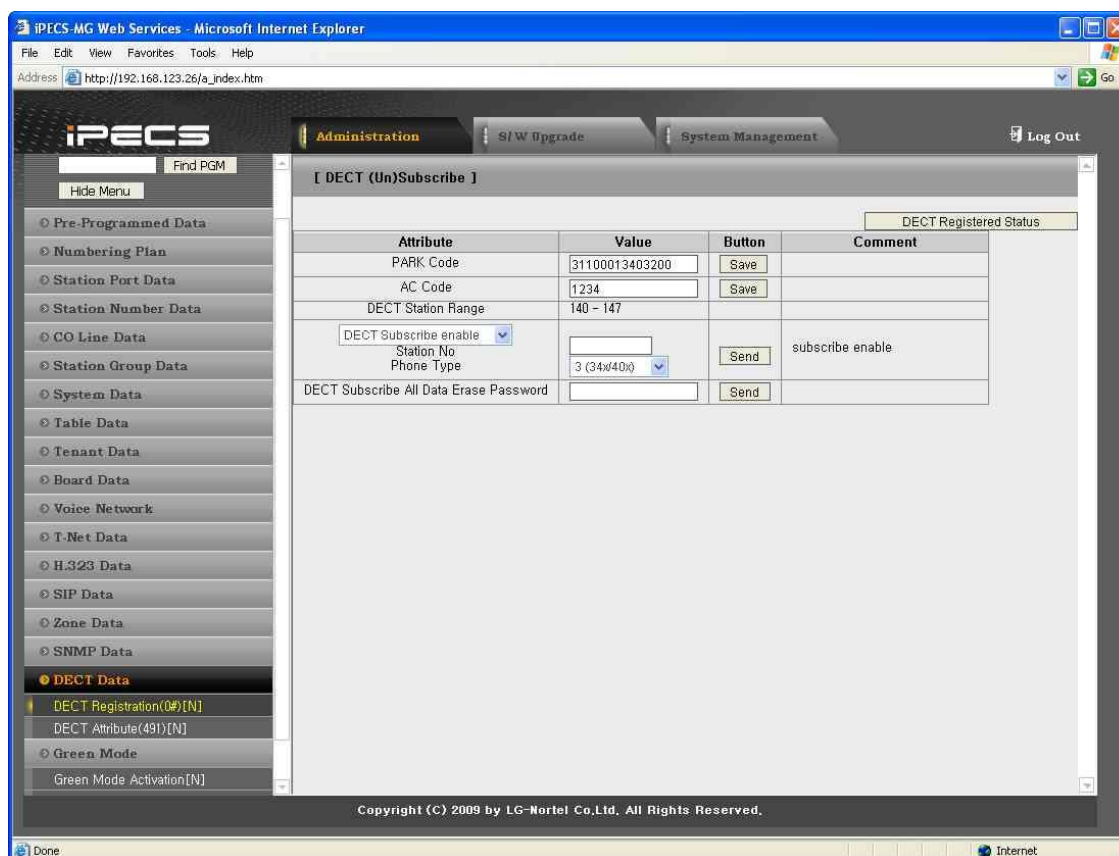 iPECS-MG Web Services - Microsoft Internet Explorer
File Edit View Favorites Tools Help
Address http://192.168.123.26/a_index.htm Go
iPECS Administration S/W Upgrade System Management Log Out
Find PGM
Hide Menu
[ DECT (Un)Subscribe ]
DECT Registered Status
Attribute Value Button Comment
PARK Code 31100013403200 Save
AC Code 1234 Save
DECT Station Range 140 - 147
DECT Subscribe enable
Station No
Phone Type 3 (34x/40x) Send subscribe enable
DECT Subscribe All Data Erase Password Send
Pre-Programmed Data
Numbering Plan
Station Port Data
Station Number Data
CO Line Data
Station Group Data
System Data
Table Data
Tenant Data
Board Data
Voice Network
T-Net Data
H.323 Data
SIP Data
Zone Data
SNMP Data
DECT Data
DECT Registration(0#)[N]
DECT Attribute(491)[N]
Green Mode
Green Mode Activation[N]
Copyright (C) 2009 by LG-Nortel Co,Ltd, All Rights Reserved,
Done Internet